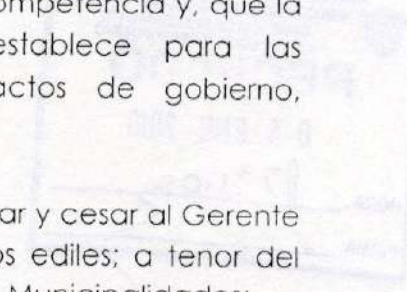 ompetencia y, que la
establece para las
actos de gobierno,
ar y cesar al Gerente
os ediles; a tenor del
Municipalidades;